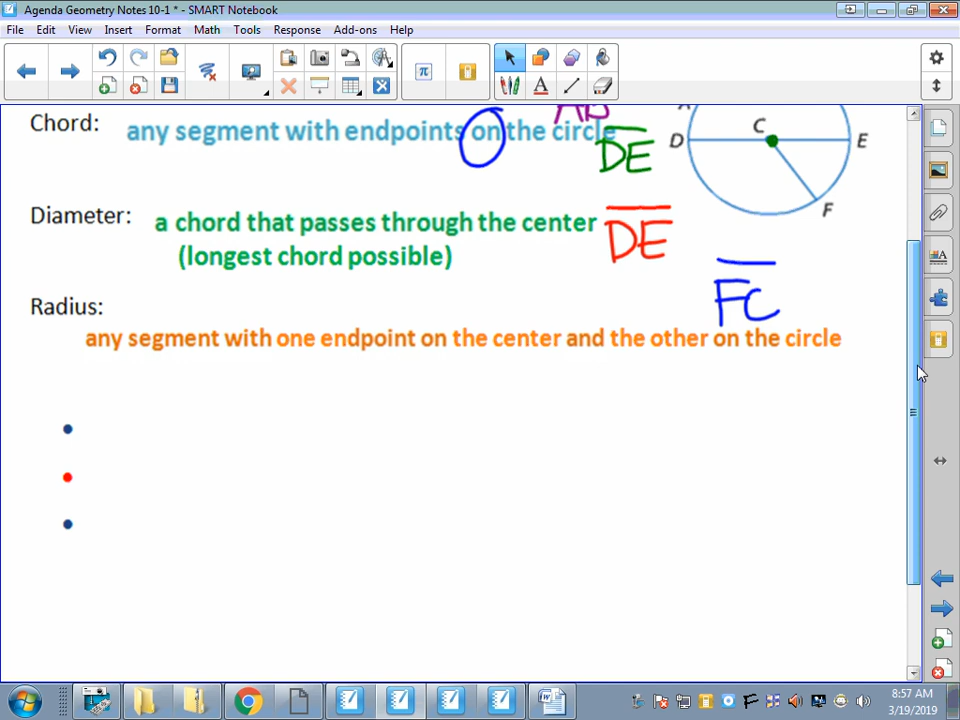 Agenda Geometry Notes 10-1 * - SMART Notebook
File Edit View Insert Format Math Tools Response Add-ons Help
Chord:
any segment with endpoints on the circle
DE
D
C
E
F
Diameter:
a chord that passes through the center
(longest chord possible)
DE
FC
Radius:
any segment with one endpoint on the center and the other on the circle
8:57 AM
3/19/2019